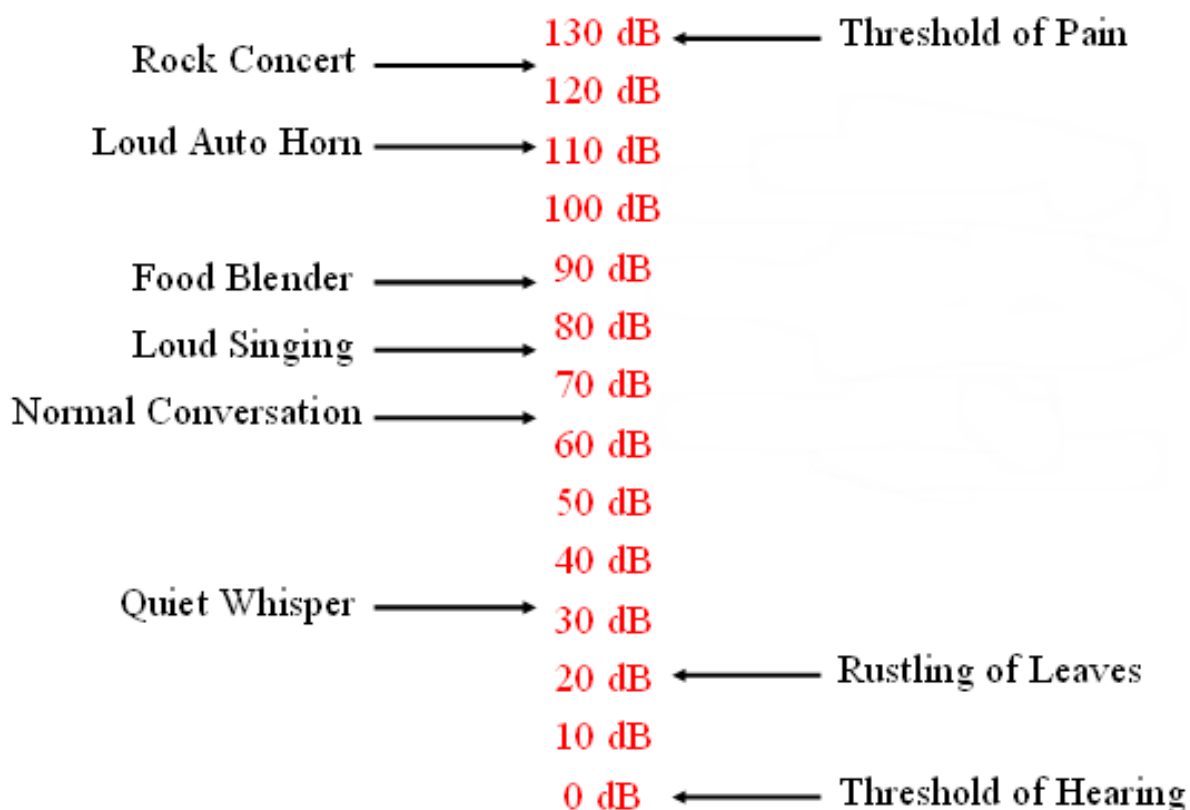 130 dB
Threshold of Pain
Rock Concert
120 dB
Loud Auto Horn
110 dB
100 dB
90 dB
Food Blender
80 dB
Loud Singing
70 dB
Normal Conversation
60 dB
50 dB
40 dB
Quiet Whisper
30 dB
20 dB
Rustling of Leaves
10 dB
0 dB
Threshold of Hearing